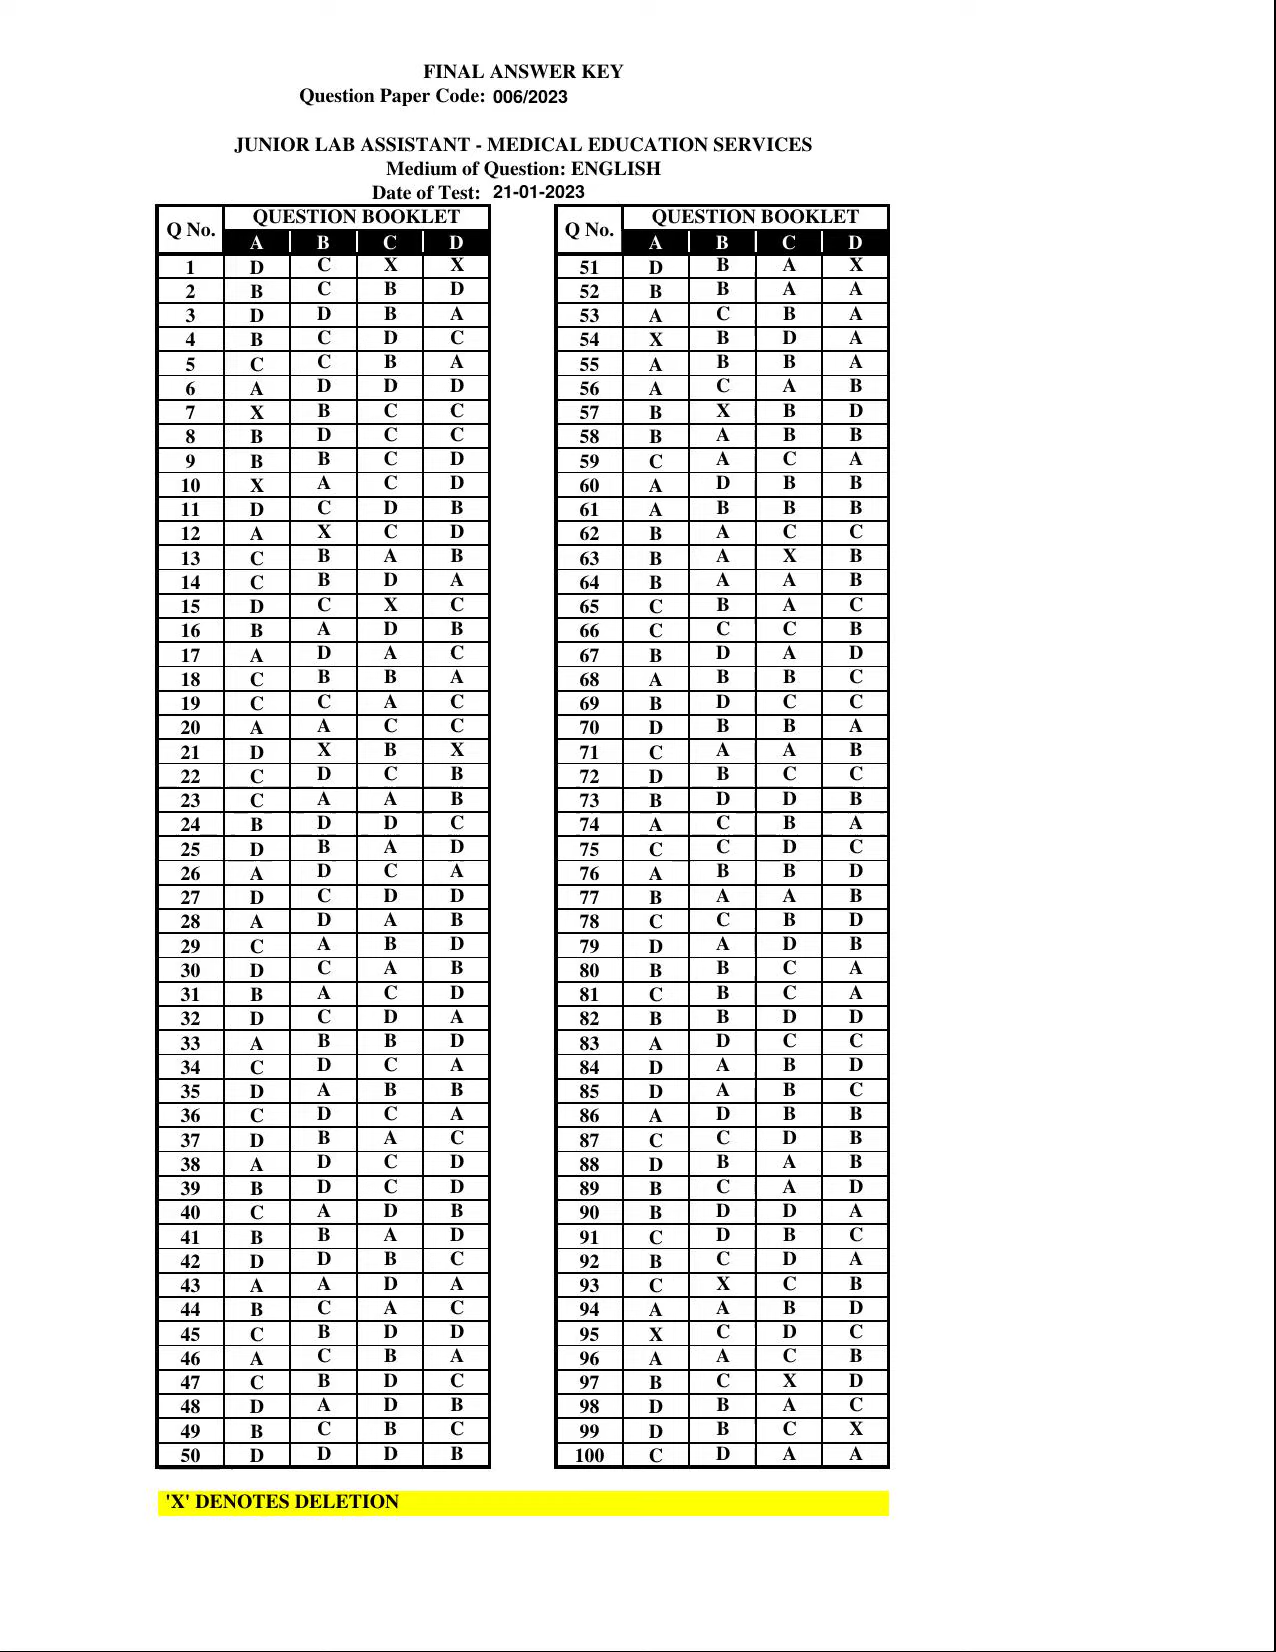 FINAL ANSWER KEY
Question Paper Code: 006/2023
JUNIOR LAB ASSISTANT - MEDICAL EDUCATION SERVICES
Medium of Question: ENGLISH
Date of Test: 21-01-2023
Q No. QUESTION BOOKLET
A B C D
1 D C X X
2 B C B D
3 D D B A
4 B C D C
5 C C B A
6 A D D D
7 X B C C
8 B D C C
9 B B C D
10 X A C D
11 D C D B
12 A X C D
13 C B A B
14 C B D A
15 D C X C
16 B A D B
17 A D A C
18 C B B A
19 C C A C
20 A A C C
21 D X B X
22 C D C B
23 C A A B
24 B D D C
25 D B A D
26 A D C A
27 D C D D
28 A D A B
29 C A B D
30 D C A B
31 B A C D
32 D C D A
33 A B B D
34 C D C A
35 D A B B
36 C D C A
37 D B A C
38 A D C D
39 B D C D
40 C A D B
41 B B A D
42 D D B C
43 A A D A
44 B C A C
45 C B D D
46 A C B A
47 C B D C
48 D A D B
49 B C B C
50 D D D B
Q No. QUESTION BOOKLET
A B C D
51 D B A X
52 B B A A
53 A C B A
54 X B D A
55 A B B A
56 A C A B
57 B X B D
58 B A B B
59 C A C A
60 A D B B
61 A B B B
62 B A C C
63 B A X B
64 B A A B
65 C B A C
66 C C C B
67 B D A D
68 A B B C
69 B D C C
70 D B B A
71 C A A B
72 D B C C
73 B D D B
74 A C B A
75 C C D C
76 A B B D
77 B A A B
78 C C B D
79 D A D B
80 B B C A
81 C B C A
82 B B D D
83 A D C C
84 D A B D
85 D A B C
86 A D B B
87 C C D B
88 D B A B
89 B C A D
90 B D D A
91 C D B C
92 B C D A
93 C X C B
94 A A B D
95 X C D C
96 A A C B
97 B C X D
98 D B A C
99 D B C X
100 C D A A
'X' DENOTES DELETION